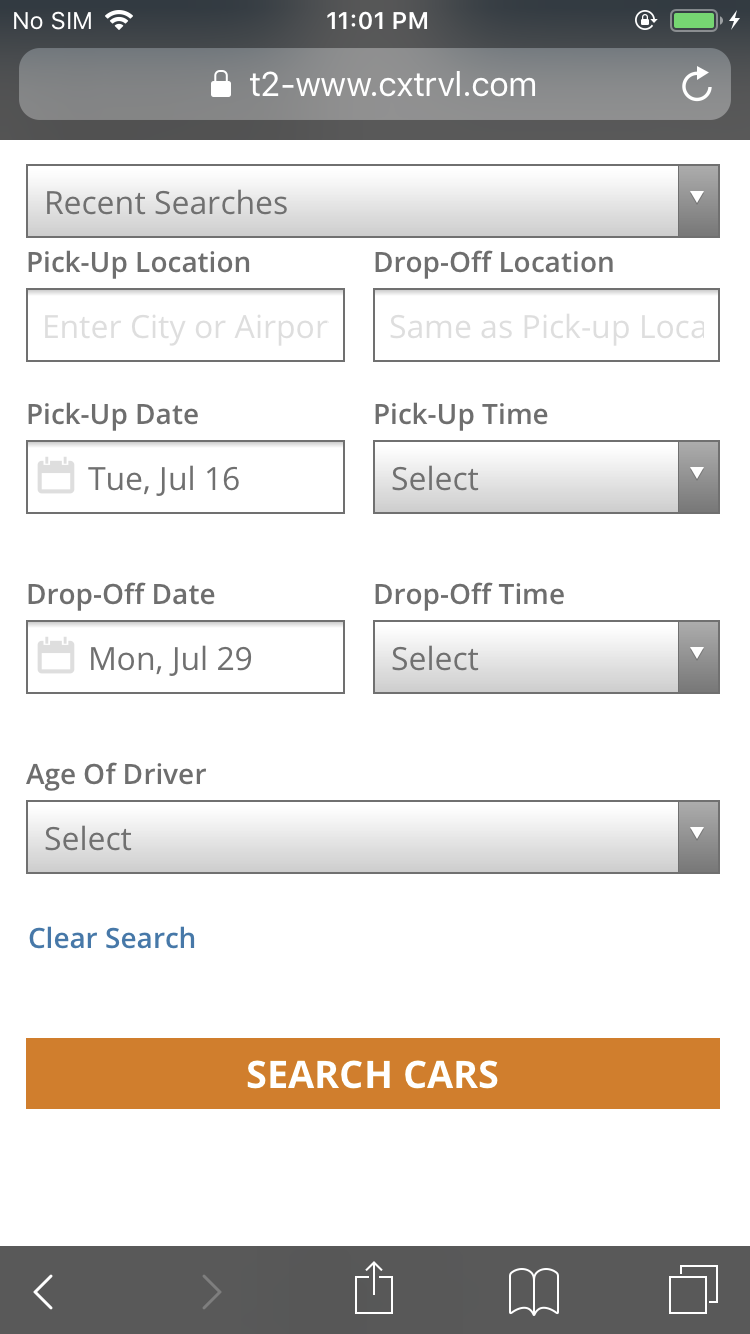 No SIM 11:01 PM
t2-www.cxtrvl.com
Recent Searches
Pick-Up Location Drop-Off Location
Enter City or Airpor Same as Pick-up Loca
Pick-Up Date Pick-Up Time
Tue, Jul 16 Select
Drop-Off Date Drop-Off Time
Mon, Jul 29 Select
Age Of Driver
Select
Clear Search
SEARCH CARS